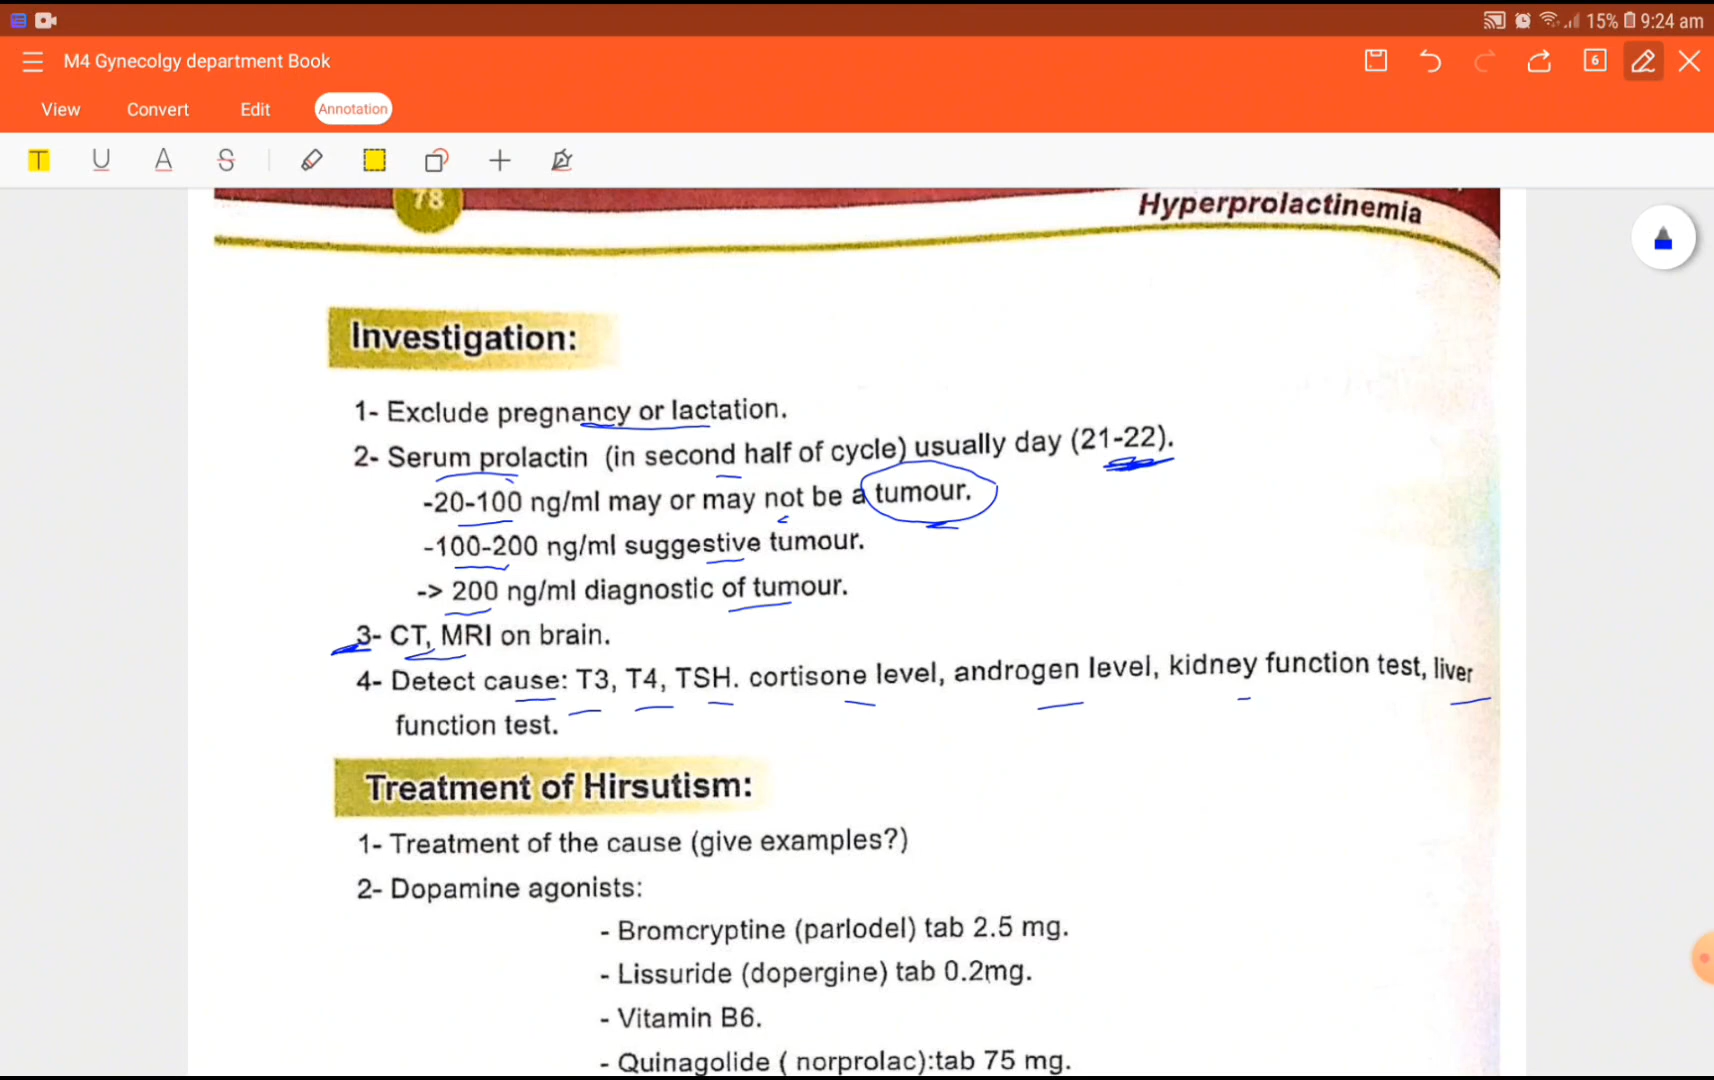 15% 9:24 am
M4 Gynecolgy department Book
6
View Convert Edit Annotation
T U A S
78
Hyperprolactinemia
Investigation:
1- Exclude pregnancy or lactation.
2- Serum prolactin (in second half of cycle) usually day (21-22).
-20-100 ng/ml may or may not be a tumour.
-100-200 ng/ml suggestive tumour.
-> 200 ng/ml diagnostic of tumour.
3- CT, MRI on brain.
4- Detect cause: T3, T4, TSH. cortisone level, androgen level, kidney function test, liver
function test.
Treatment of Hirsutism:
1- Treatment of the cause (give examples?)
2- Dopamine agonists:
- Bromcryptine (parlodel) tab 2.5 mg.
- Lissuride (dopergine) tab 0.2mg.
- Vitamin B6.
- Quinagolide ( norprolac):tab 75 mg.